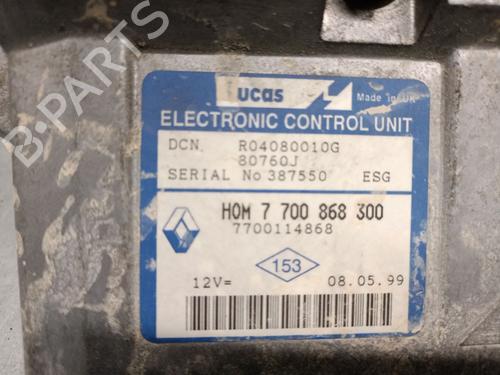 Lucas
Made in UK
ELECTRONIC CONTROL UNIT
DCN. R04080010G
80760J
SERIAL No 387550 ESG
HOM 7 700 868 300
7700114868
153
12V= 08.05.99
B-PARTS